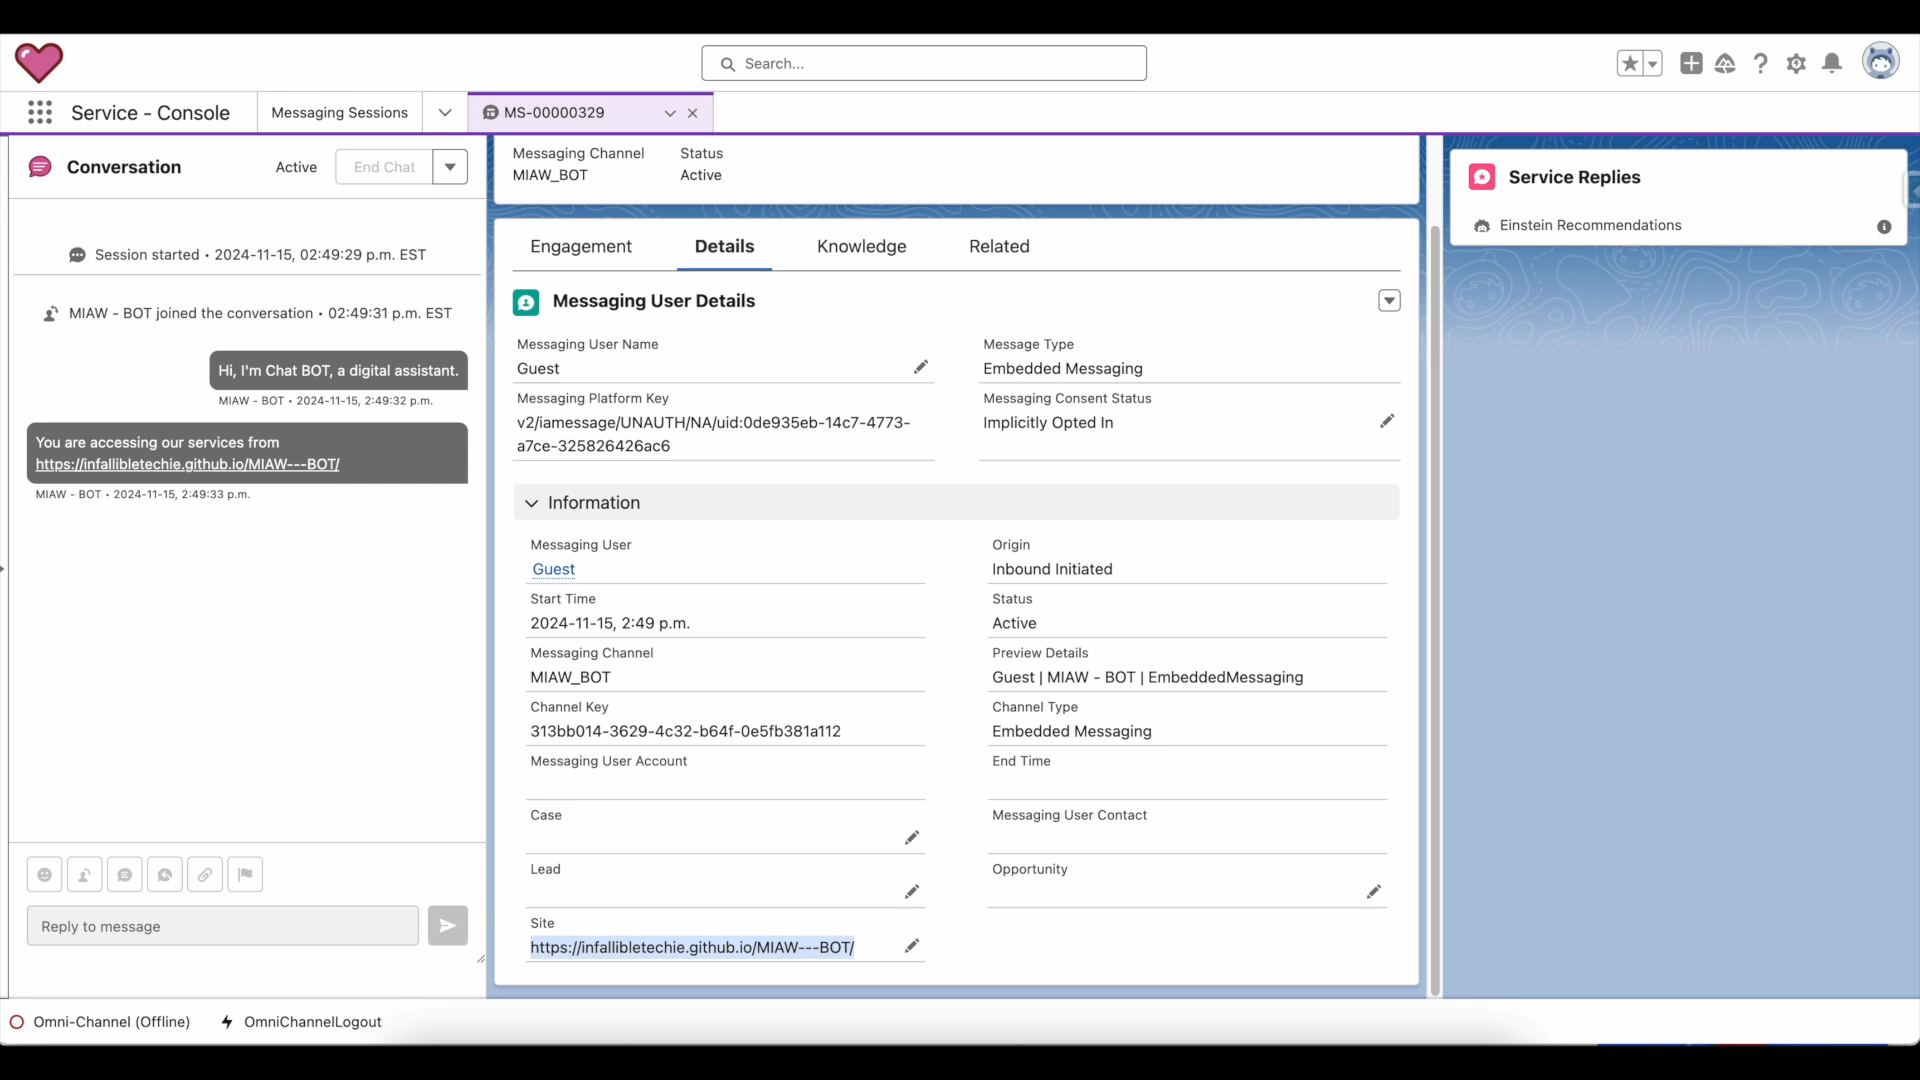 Search...
Service - Console
Messaging Sessions
MS-00000329
Conversation
Active
End Chat
Session started • 2024-11-15, 02:49:29 p.m. EST
MIAW - BOT joined the conversation • 02:49:31 p.m. EST
Hi, I'm Chat BOT, a digital assistant.
MIAW - BOT • 2024-11-15, 2:49:32 p.m.
You are accessing our services from
https://infallibletechie.github.io/MIAW---BOT/
MIAW - BOT • 2024-11-15, 2:49:33 p.m.
Reply to message
Messaging Channel
MIAW_BOT
Status
Active
Engagement
Details
Knowledge
Related
Messaging User Details
Messaging User Name
Guest
Message Type
Embedded Messaging
Messaging Platform Key
v2/iamessage/UNAUTH/NA/uid:0de935eb-14c7-4773-
a7ce-325826426ac6
Messaging Consent Status
Implicitly Opted In
Information
Messaging User
Guest
Origin
Inbound Initiated
Start Time
2024-11-15, 2:49 p.m.
Status
Active
Messaging Channel
MIAW_BOT
Preview Details
Guest | MIAW - BOT | EmbeddedMessaging
Channel Key
313bb014-3629-4c32-b64f-0e5fb381a112
Channel Type
Embedded Messaging
Messaging User Account
End Time
Case
Messaging User Contact
Lead
Opportunity
Site
https://infallibletechie.github.io/MIAW---BOT/
Service Replies
Einstein Recommendations
Omni-Channel (Offline)
OmniChannelLogout